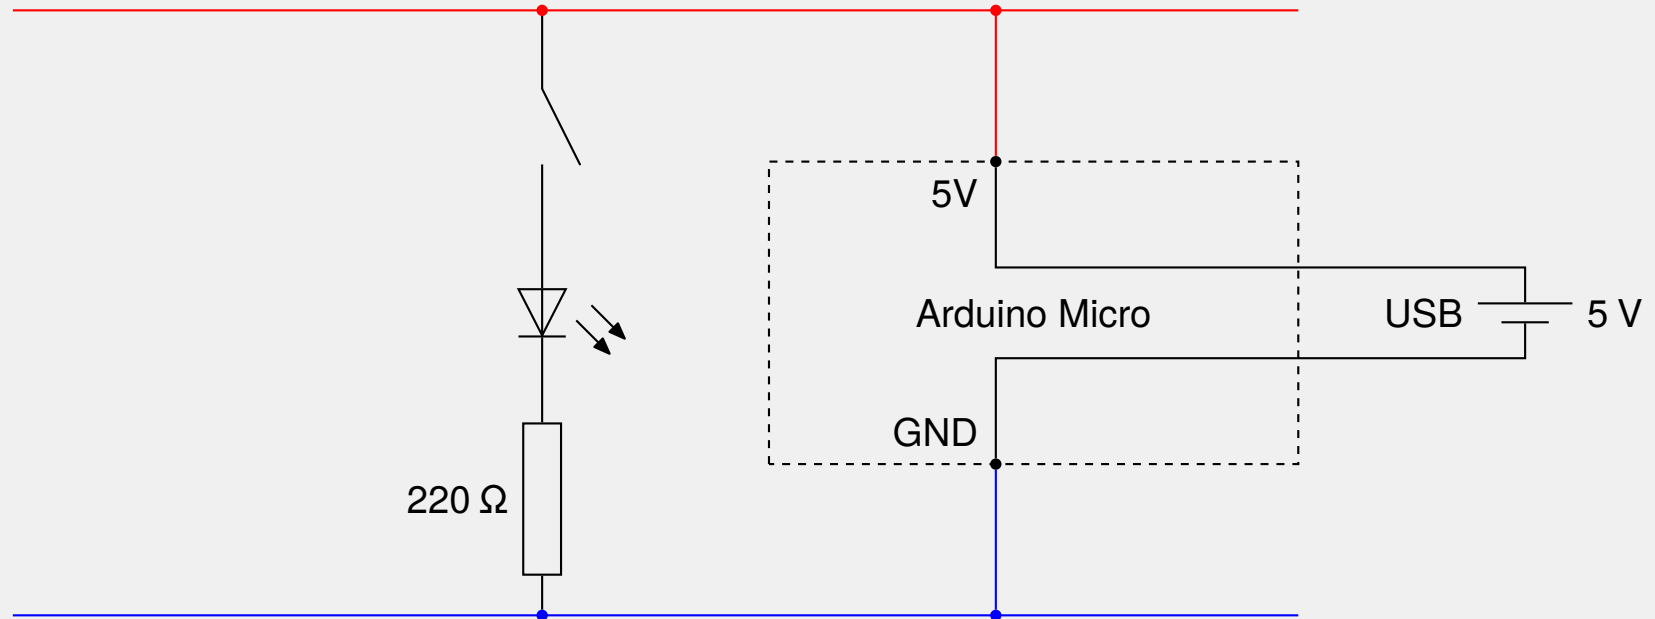 5V
Arduino Micro
USB
5 V
GND
220 Ω